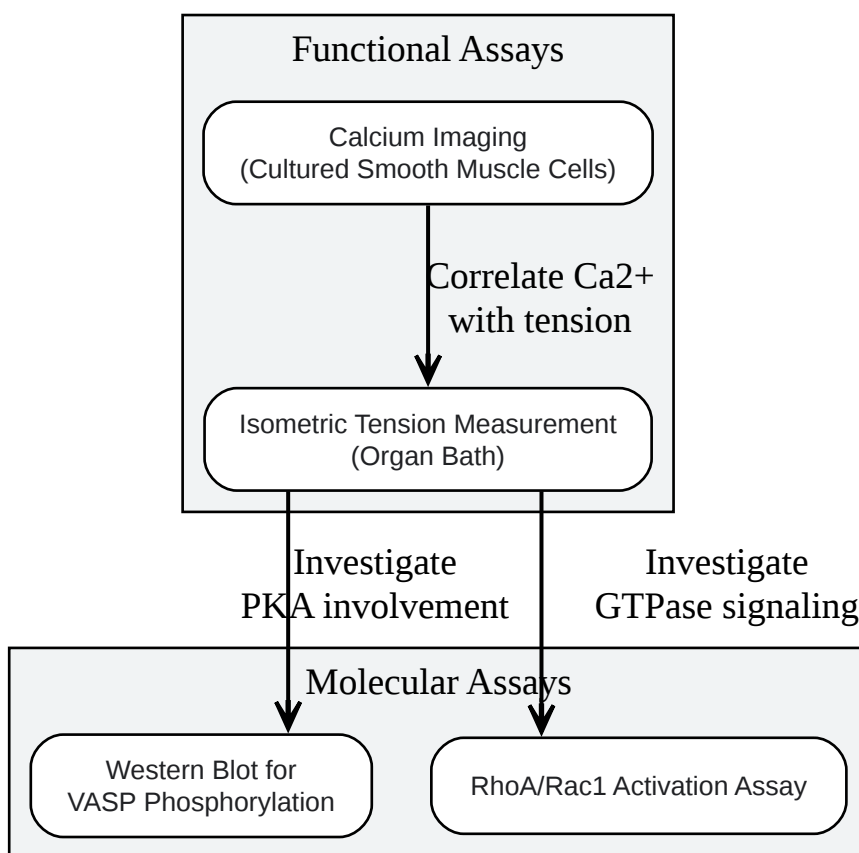 Functional Assays
Calcium Imaging
(Cultured Smooth Muscle Cells)
Correlate Ca2+
with tension
Isometric Tension Measurement
(Organ Bath)
Investigate
PKA involvement
Investigate
GTPase signaling
Molecular Assays
Western Blot for
VASP Phosphorylation
RhoA/Rac1 Activation Assay